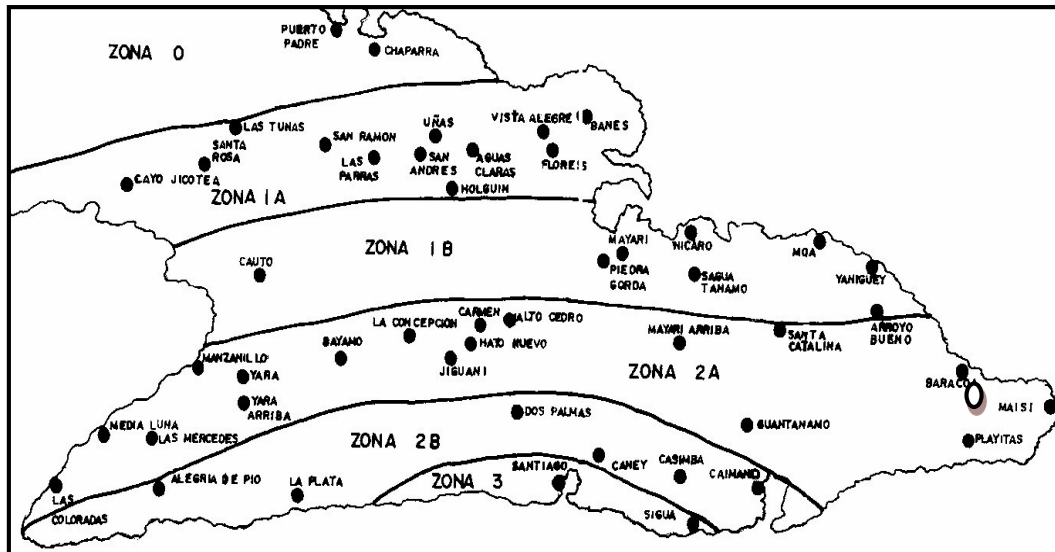 PUERTO
PADRE
CHAPARRA
ZONA 0
LAS TUNAS
UÑAS
VISTA ALEGRE
BANES
SAN RAMON
SANTA
ROSA
LAS
PARRAS
SAN
ANDRES
AGUAS
CLARAS
FLORES
CAYO JICOTEA
HOLGUIN
ZONA 1A
ZONA 1B
MAYARI
NICARO
MOA
CAUTO
PIEDRA
GORDA
SAGUA
TANAMO
YANIGUEY
CARMEN
ALTO CEDRO
LA CONCEPCION
MAYARI ARRIBA
SANTA
CATALINA
ARROYO
BUENO
BAYAMO
HATO NUEVO
MANZANILLO
JIGUANI
YARA
ZONA 2A
BARACOA
YARA
ARRIBA
MAISI
DOS PALMAS
MEDIA LUNA
LAS MERCEDES
GUANTANAMO
PLAYITAS
ZONA 2B
SANTIAGO
CANEY
CASIMBA
CAIMANO
ALEGRIA DE PIO
LA PLATA
ZONA 3
LAS
COLORADAS
SIGUA